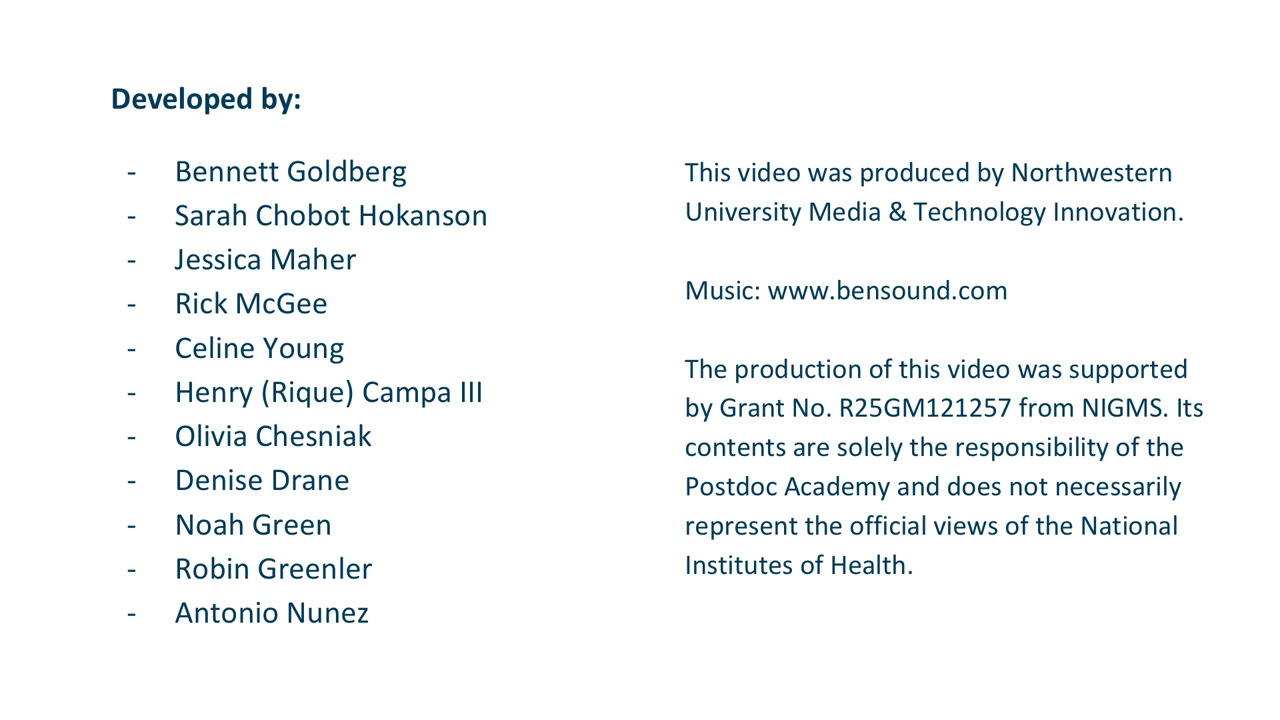 Developed by:
- Bennett Goldberg
- Sarah Chobot Hokanson
- Jessica Maher
- Rick McGee
- Celine Young
- Henry (Rique) Campa III
- Olivia Chesniak
- Denise Drane
- Noah Green
- Robin Greenler
- Antonio Nunez
This video was produced by Northwestern
University Media & Technology Innovation.
Music: www.bensound.com
The production of this video was supported
by Grant No. R25GM121257 from NIGMS. Its
contents are solely the responsibility of the
Postdoc Academy and does not necessarily
represent the official views of the National
Institutes of Health.